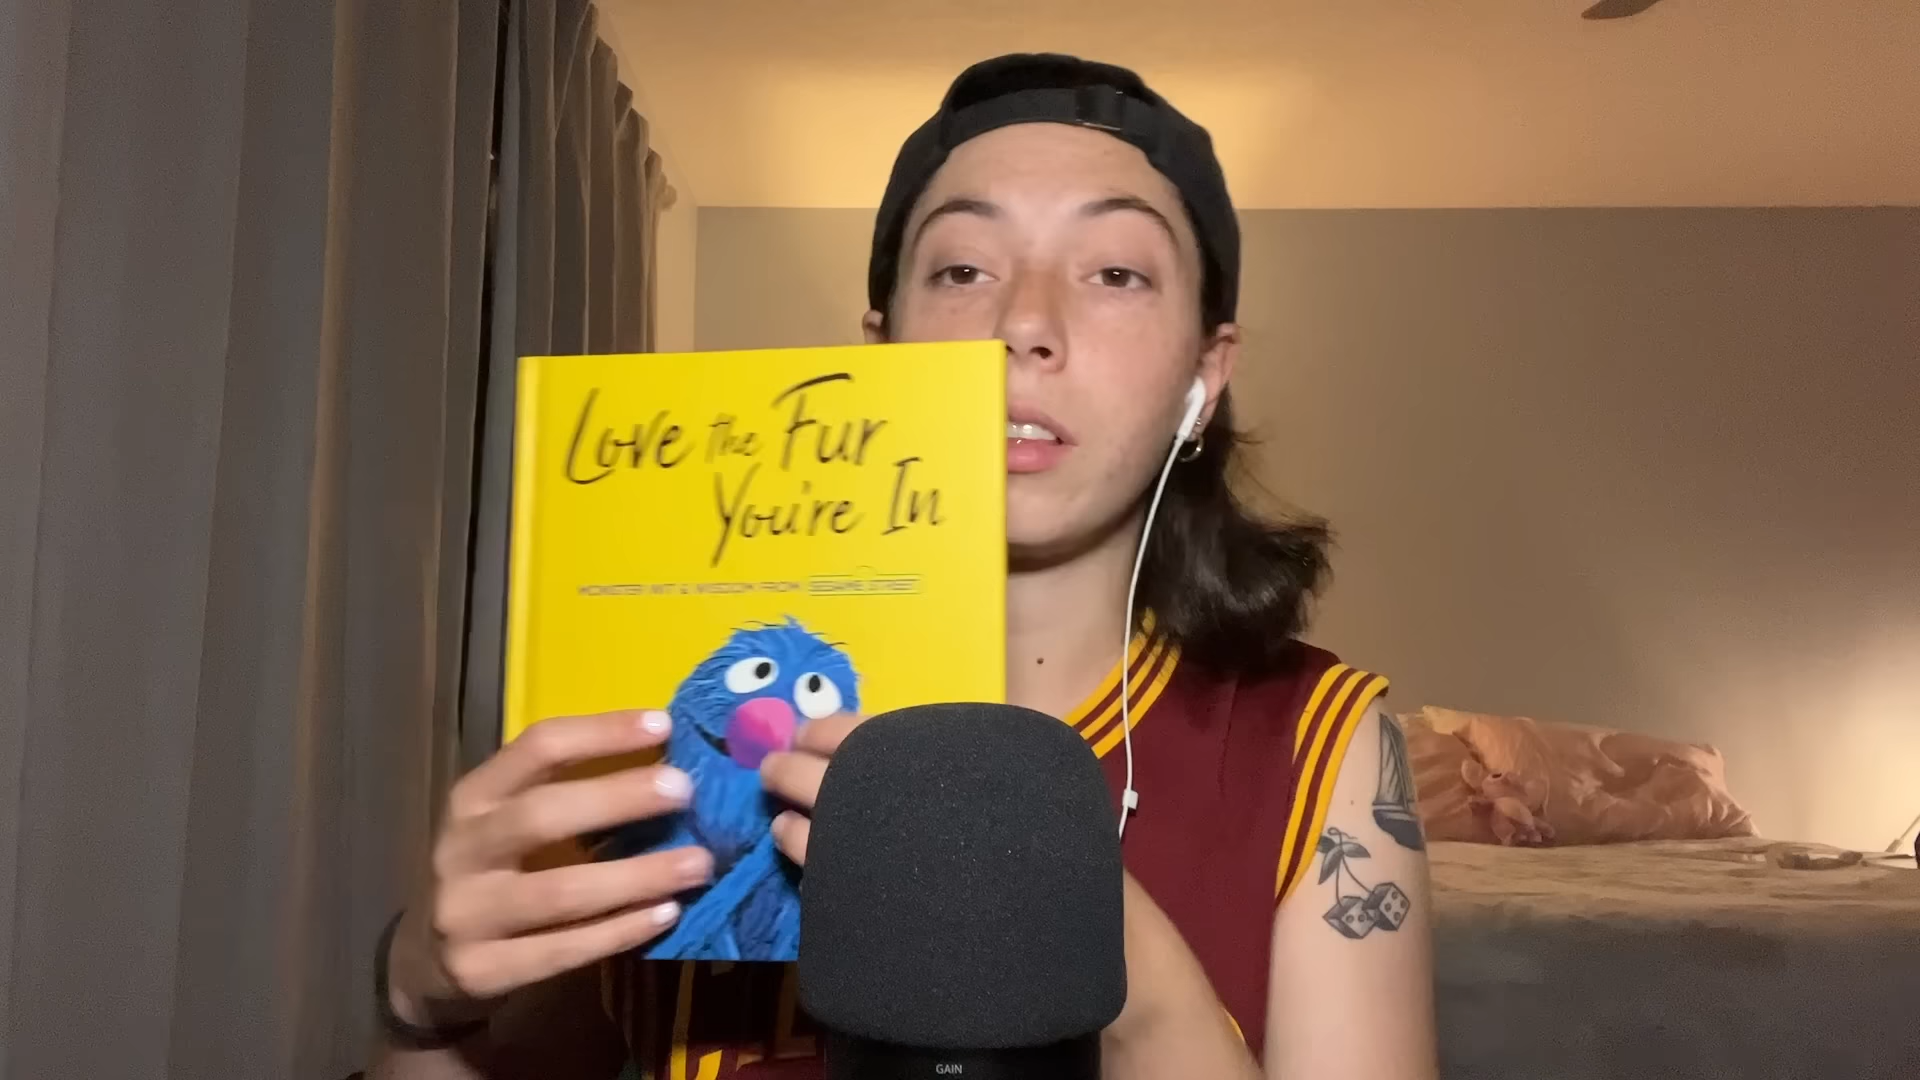 Love the Fur
You're In
MONSTER WIT & WISDOM FROM SESAME STREET
GAIN